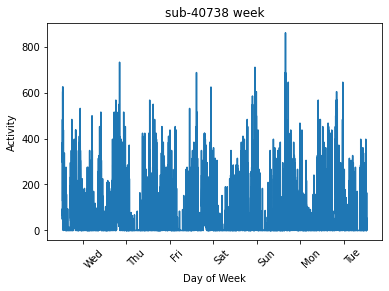 sub-40738 week
Activity
800
600
400
200
0
Wed
Thu
Fri
Sat
Sun
Mon
Tue
Day of Week